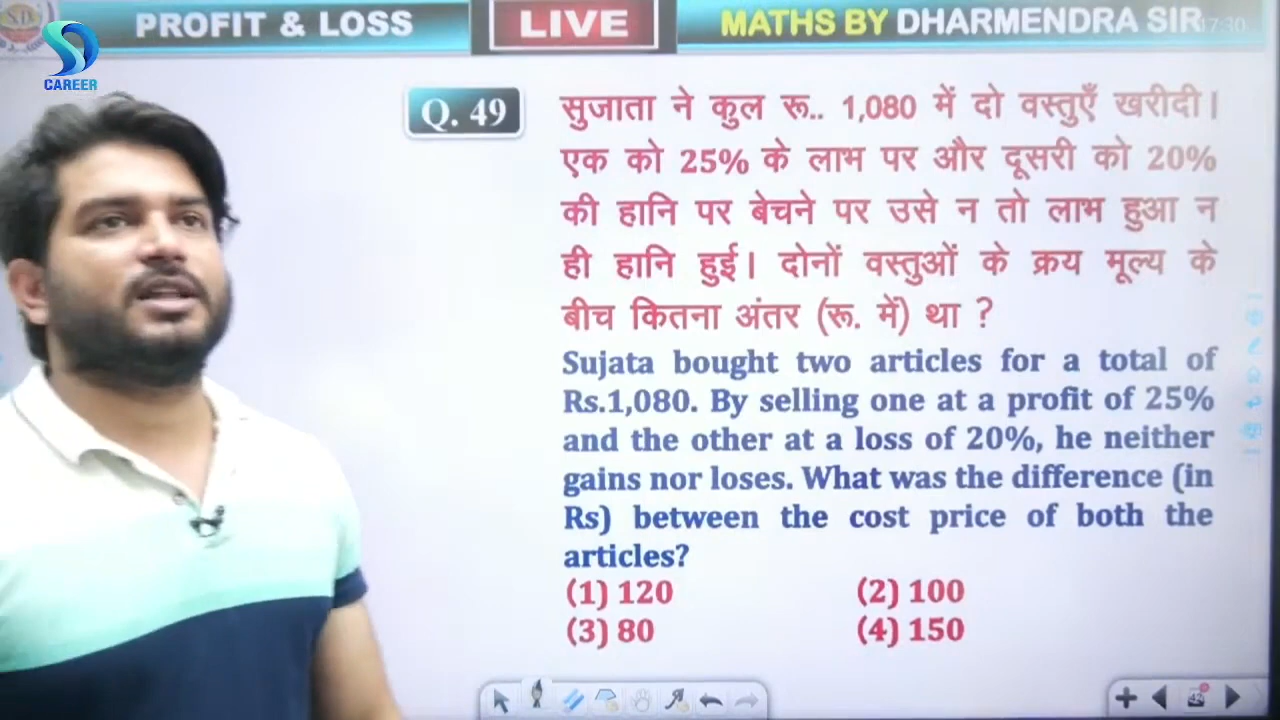 PROFIT & LOSS
LIVE
MATHS BY DHARMENDRA SIR
17:30
SD
CAREER
Q. 49
सुजाता ने कुल रू.. 1,080 में दो वस्तुएँ खरीदी।
एक को 25% के लाभ पर और दूसरी को 20%
की हानि पर बेचने पर उसे न तो लाभ हुआ न
ही हानि हुई। दोनों वस्तुओं के क्रय मूल्य के
बीच कितना अंतर (रू. में) था ?
Sujata bought two articles for a total of
Rs.1,080. By selling one at a profit of 25%
and the other at a loss of 20%, he neither
gains nor loses. What was the difference (in
Rs) between the cost price of both the
articles?
(1) 120 (2) 100
(3) 80 (4) 150